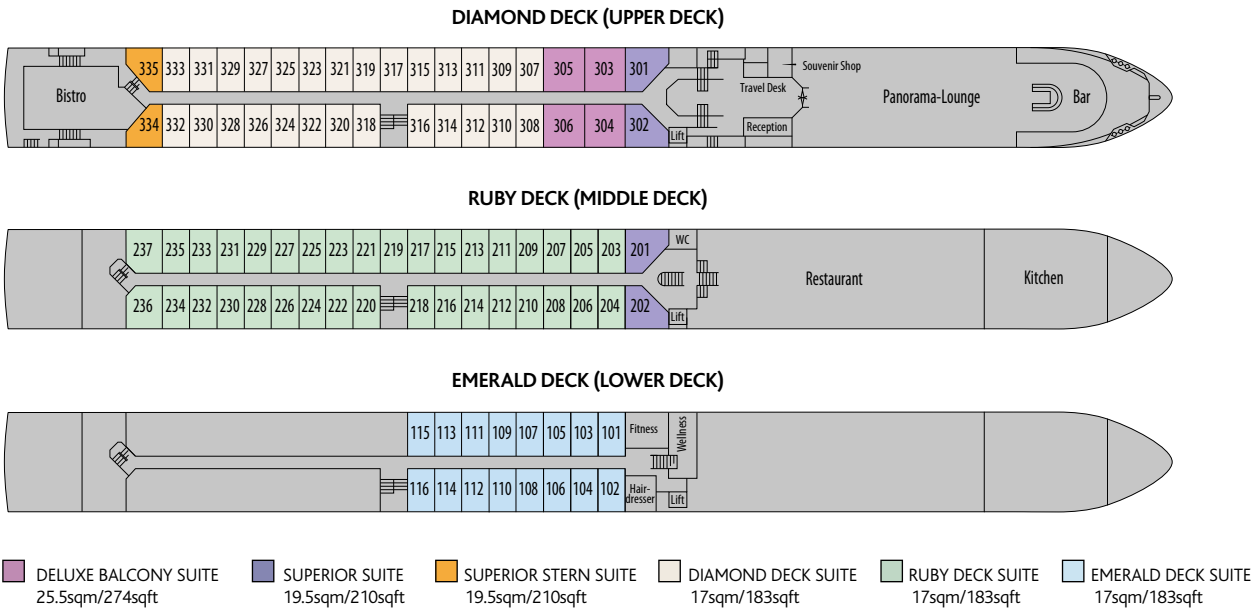 DIAMOND DECK (UPPER DECK)
335 333 331 329 327 325 323 321 319 317 315 313 311 309 307 305 303 301
Souvenir Shop
Travel Desk
Bistro
Panorama-Lounge
Bar
334 332 330 328 326 324 322 320 318 316 314 312 310 308 306 304 302
Lift
Reception
RUBY DECK (MIDDLE DECK)
237 235 233 231 229 227 225 223 221 219 217 215 213 211 209 207 205 203 201
WC
Restaurant
Kitchen
236 234 232 230 228 226 224 222 220 218 216 214 212 210 208 206 204 202
Lift
EMERALD DECK (LOWER DECK)
115 113 111 109 107 105 103 101
Fitness
Wellness
116 114 112 110 108 106 104 102
Hair-
dresser
Lift
DELUXE BALCONY SUITE
25.5sqm/274sqft
SUPERIOR SUITE
19.5sqm/210sqft
SUPERIOR STERN SUITE
19.5sqm/210sqft
DIAMOND DECK SUITE
17sqm/183sqft
RUBY DECK SUITE
17sqm/183sqft
EMERALD DECK SUITE
17sqm/183sqft